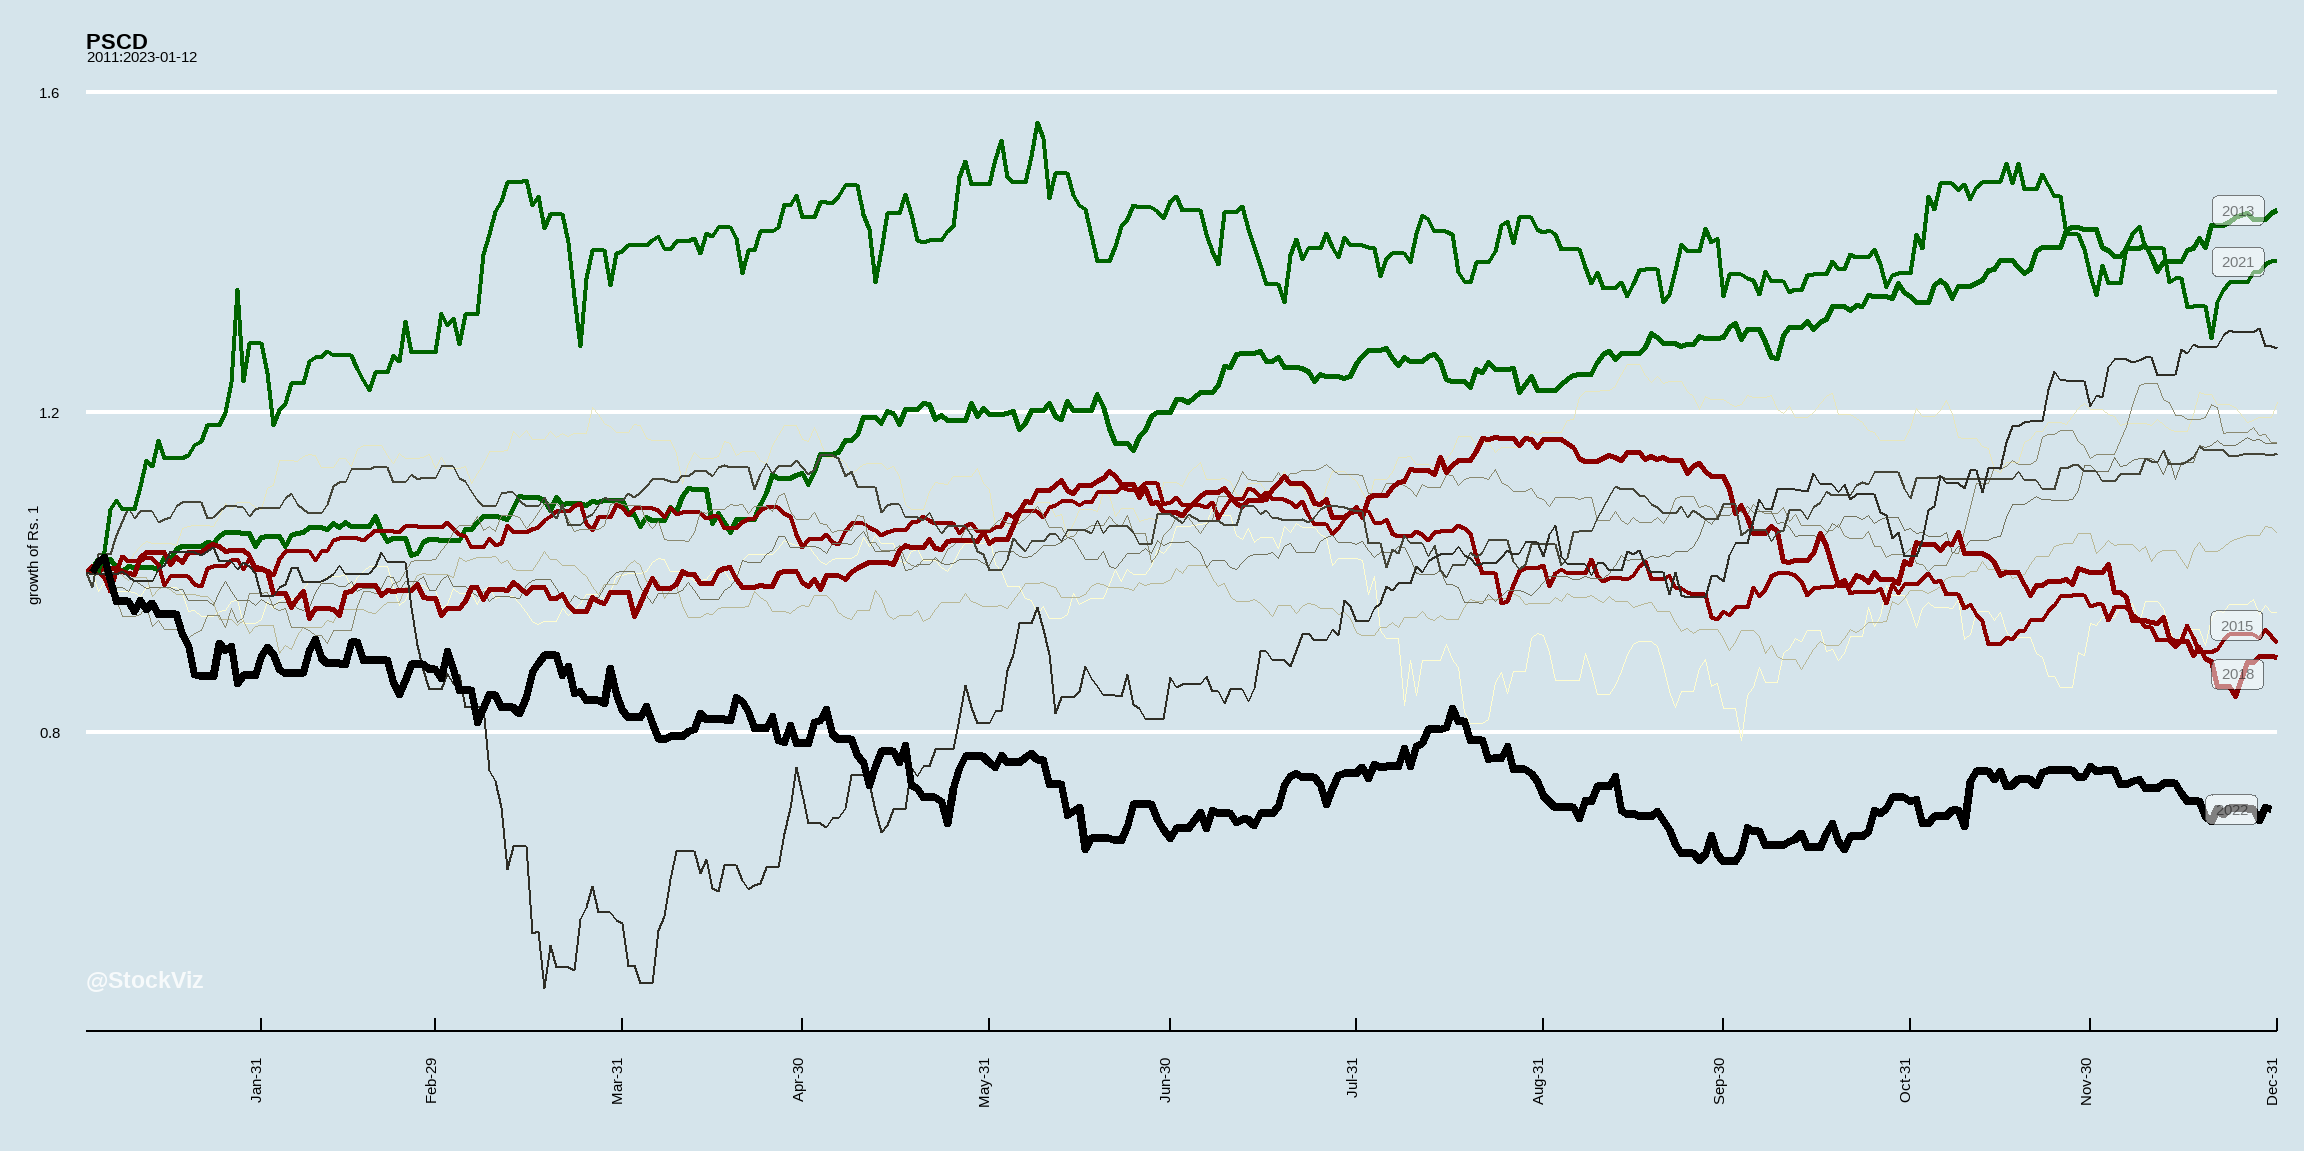 PSCD
2011:2023-01-12
1.6
1.2
0.8
growth of Rs. 1
2013
2021
2015
2018
2022
@StockViz
Jan-31
Feb-29
Mar-31
Apr-30
May-31
Jun-30
Jul-31
Aug-31
Sep-30
Oct-31
Nov-30
Dec-31